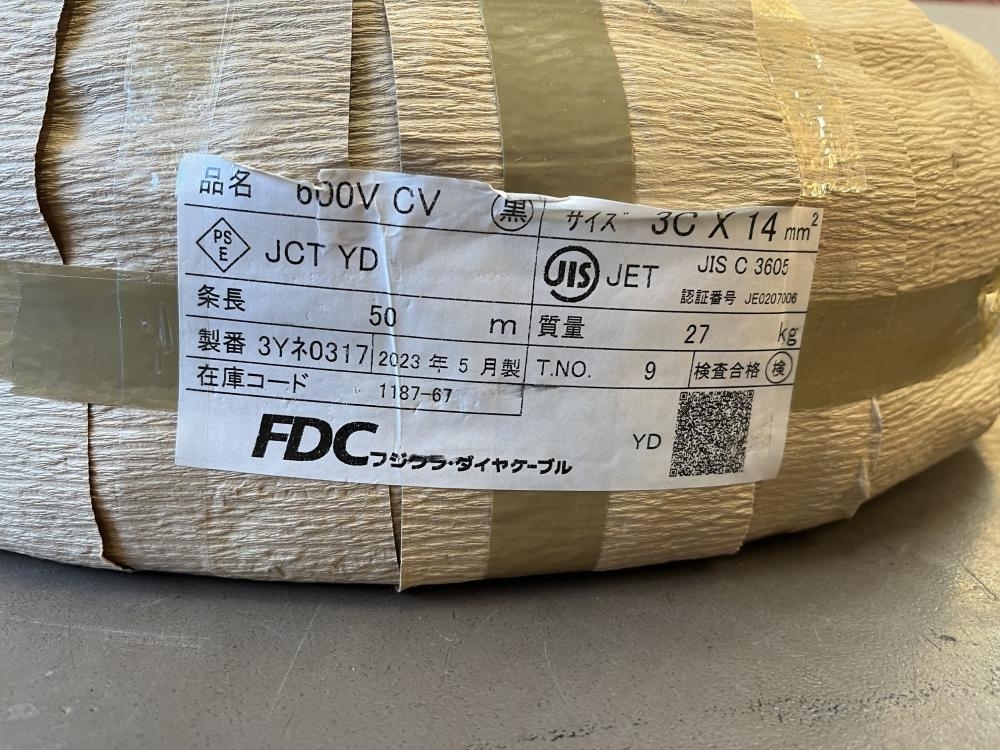 品名 600V CV 黒 サイズ 3C X 14 mm²
PSE JCT YD JIS JET JIS C 3605
認証番号 JE0207006
条長 50 m 質量 27 kg
製番 3Yネ0317 2023 年 5 月製 T.NO. 9 検査合格 検
在庫コード 1187-67
FDC フジクラ・ダイヤケーブル YD